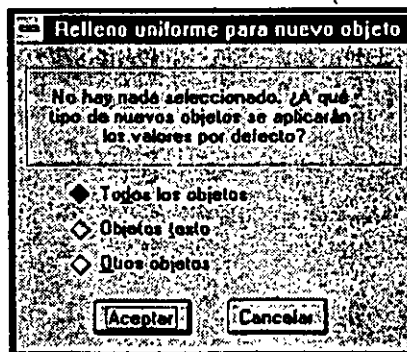 Relleno uniforme para nuevo objeto
No hay nada seleccionado. ¿A qué
tipo de nuevos objetos se aplicarán
los valores por defecto?
Todos los objetos
Objetos texto
Otros objetos
Aceptar
Cancelar